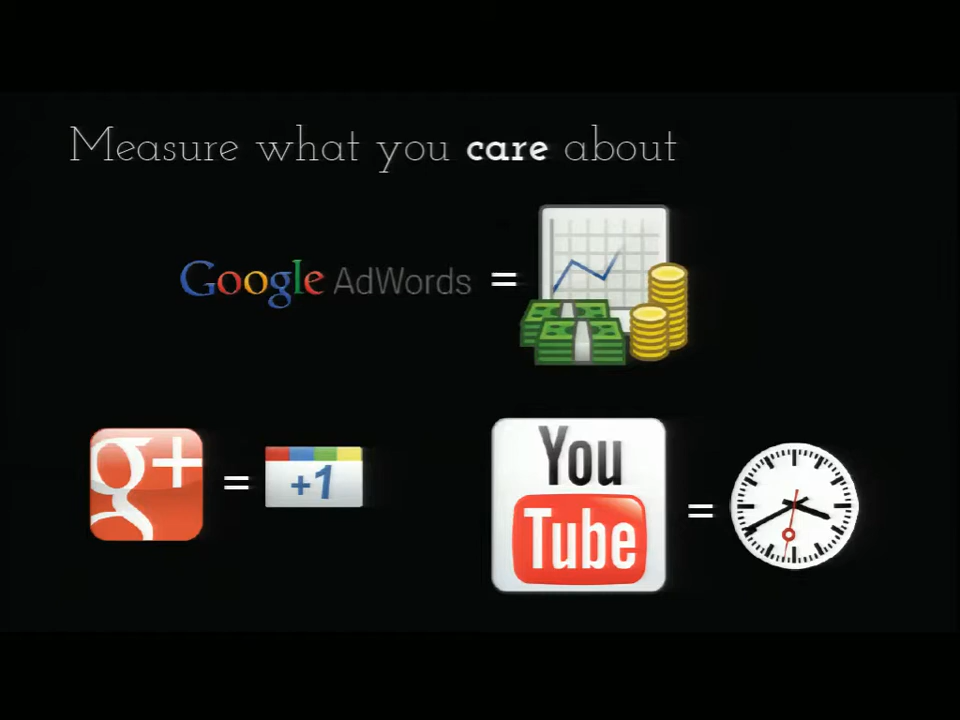 Measure what you care about
Google AdWords =
g+ = +1
You
Tube =